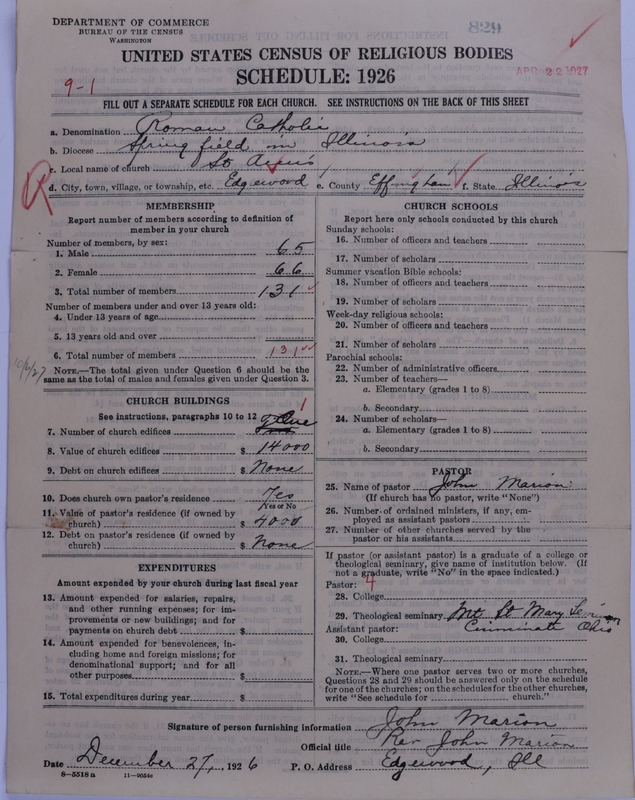 DEPARTMENT OF COMMERCE
BUREAU OF THE CENSUS
WASHINGTON
829
UNITED STATES CENSUS OF RELIGIOUS BODIES
SCHEDULE: 1926
APR 22 1927
9-1
FILL OUT A SEPARATE SCHEDULE FOR EACH CHURCH. SEE INSTRUCTIONS ON THE BACK OF THIS SHEET
a. Denomination Roman Catholic
b. Diocese Springfield in Illinois
c. Local name of church St
d. City, town, village, or township, etc. Edgewood e. County Effingham f. State Illinois
MEMBERSHIP
Report number of members according to definition of member in your church
Number of members, by sex:
1. Male 65
2. Female 66
3. Total number of members 131
Number of members under and over 13 years old:
4. Under 13 years of age
5. 13 years old and over
6. Total number of members 131
NOTE.—The total given under Question 6 should be
same as the total of males and females given under Question 3.
CHURCH BUILDINGS
See instructions, paragraphs 10 to 12
1
7. Number of church edifices One
8. Value of church edifices $ 14000
9. Debt on church edifices $ None
10. Does church own pastor's residence Yes
Yes or No
11. Value of pastor's residence (if owned by
church) $ 4000
12. Debt on pastor's residence (if owned by
church) $ None
EXPENDITURES
Amount expended by your church during last fiscal year
13. Amount expended for salaries, repairs,
and other running expenses; for im-
provements or new buildings; and for
payments on church debt $
14. Amount expended for benevolences, in-
cluding home and foreign missions; for
denominational support; and for all
other purposes $
15. Total expenditures during year $
CHURCH SCHOOLS
Report here only schools conducted by this church
Sunday schools:
16. Number of officers and teachers
17. Number of scholars
Summer vacation Bible schools:
18. Number of officers and teachers
19. Number of scholars
Week-day religious schools:
20. Number of officers and teachers
21. Number of scholars
Parochial schools:
22. Number of administrative officers
23. Number of teachers—
a. Elementary (grades 1 to 8)
b. Secondary
24. Number of scholars—
a. Elementary (grades 1 to 8)
b. Secondary
PASTOR
25. Name of pastor John Marion
(If church has no pastor, write "None")
26. Number of ordained ministers, if any, em-
ployed as assistant pastors
27. Number of other churches served by the
pastor or his assistants
If pastor (or assistant pastor) is a graduate of a college or
theological seminary, give name of institution below. (If
not a graduate, write "No" in the space indicated.)
Pastor: 4
28. College
29. Theological seminary Mt St Mary
Assistant pastor: Cincinnati Ohio
30. College
31. Theological seminary
NOTE.—Where one pastor serves two or more churches,
Questions 28 and 29 should be answered only on the schedule
for one of the churches; on the schedules for the other churches,
write "See schedule for church."
Signature of person furnishing information John Marion
Official title Rev John Marion
Date December 27, 1926 P. O. Address Edgewood, Ill
8—5518a 11—9054c